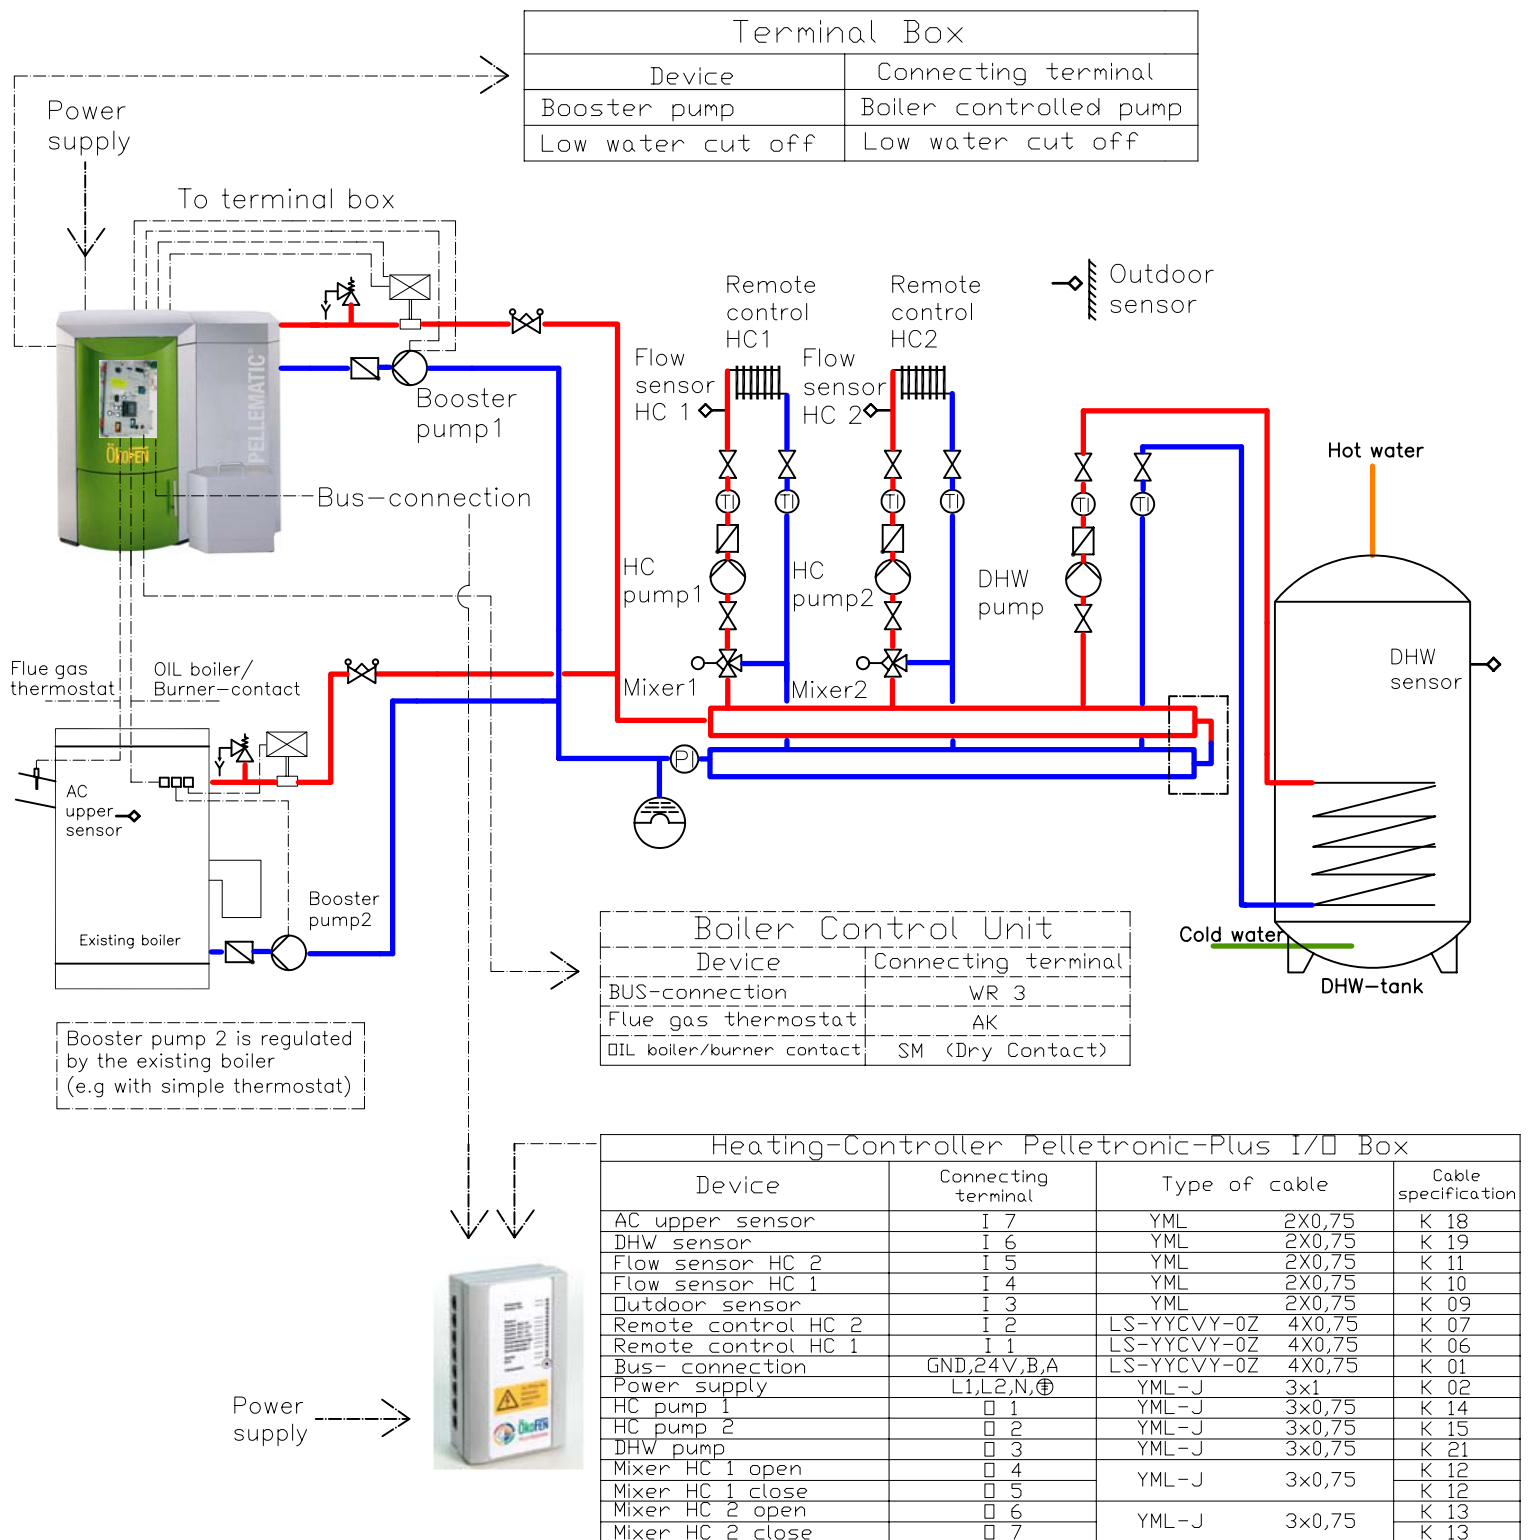 Terminal Box
Device Connecting terminal
Booster pump Boiler controlled pump
Low water cut off Low water cut off
Power
supply
To terminal box
Remote
control
HC1
Remote
control
HC2
Outdoor
sensor
Flow
sensor
HC 1
Flow
sensor
HC 2
PELLEMATIC
ÖkoFEN
Booster
pump1
Bus-connection
Hot water
TI TI TI TI TI TI
HC
pump1
HC
pump2
DHW
pump
Flue gas
thermostat
OIL boiler/
Burner-contact
Mixer1
Mixer2
DHW
sensor
PI
AC
upper
sensor
Existing boiler
Booster
pump2
Cold water
DHW-tank
Boiler Control Unit
Device Connecting terminal
BUS-connection WR 3
Flue gas thermostat AK
OIL boiler/burner contact SM (Dry Contact)
Booster pump 2 is regulated
by the existing boiler
(e.g with simple thermostat)
Heating-Controller Pelletronic-Plus I/O Box
Device Connecting terminal Type of cable Cable specification
AC upper sensor I 7 YML 2X0,75 K 18
DHW sensor I 6 YML 2X0,75 K 19
Flow sensor HC 2 I 5 YML 2X0,75 K 11
Flow sensor HC 1 I 4 YML 2X0,75 K 10
Outdoor sensor I 3 YML 2X0,75 K 09
Remote control HC 2 I 2 LS-YYCVY-OZ 4X0,75 K 07
Remote control HC 1 I 1 LS-YYCVY-OZ 4X0,75 K 06
Bus- connection GND,24V,B,A LS-YYCVY-OZ 4X0,75 K 01
Power supply L1,L2,N,⏚ YML-J 3x1 K 02
HC pump 1 O 1 YML-J 3x0,75 K 14
HC pump 2 O 2 YML-J 3x0,75 K 15
DHW pump O 3 YML-J 3x0,75 K 21
Mixer HC 1 open O 4 YML-J 3x0,75 K 12
Mixer HC 1 close O 5 K 12
Mixer HC 2 open O 6 YML-J 3x0,75 K 13
Mixer HC 2 close O 7 K 13
Power
supply
ÖkoFEN